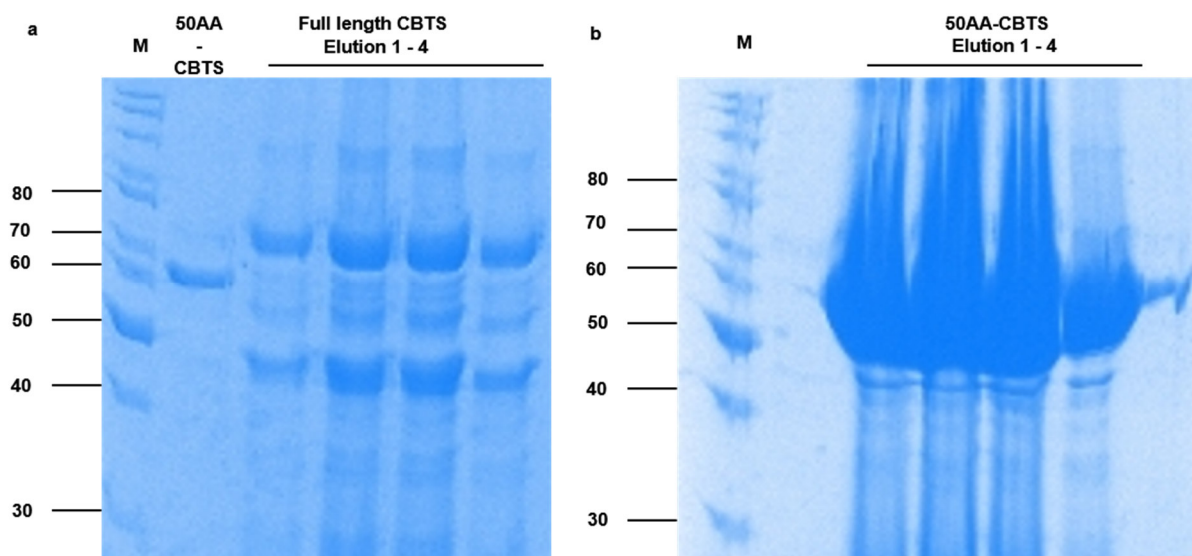 a
M
50AA
-
CBTS
Full length CBTS
Elution 1 - 4
80
70
60
50
40
30
b
M
50AA-CBTS
Elution 1 - 4
80
70
60
50
40
30